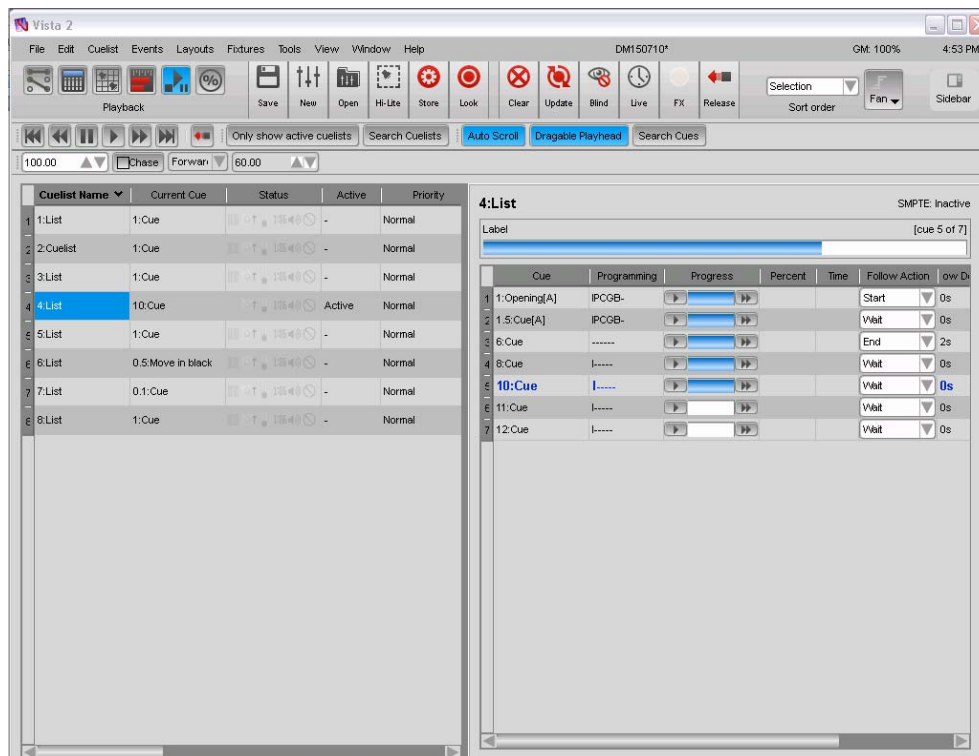 Vista 2
File Edit Cuelist Events Layouts Fixtures Tools View Window Help DM150710* GM: 100% 4:53 PM
Playback Save New Open Hi-Lite Store Look Clear Update Blind Live FX Release Selection Sort order Fan Sidebar
Only show active cuelists Search Cuelists Auto Scroll Dragable Playhead Search Cues
100.00 Chase Forward 60.00
Cuelist Name Current Cue Status Active Priority
1 1:List 1:Cue - Normal
2 2:Cuelist 1:Cue - Normal
3 3:List 1:Cue - Normal
4 4:List 10:Cue Active Normal
5 5:List 1:Cue - Normal
6 6:List 0.5:Move in black - Normal
7 7:List 0.1:Cue - Normal
8 8:List 1:Cue - Normal
4:List SMPTE: Inactive
Label [cue 5 of 7]
Cue Programming Progress Percent Time Follow Action
1 1:Opening[A] IPCGB- Start 0s
2 1.5:Cue[A] IPCGB- Wait 0s
3 6:Cue ------ End 2s
4 8:Cue I----- Wait 0s
5 10:Cue I----- Wait 0s
6 11:Cue I----- Wait 0s
7 12:Cue I----- Wait 0s